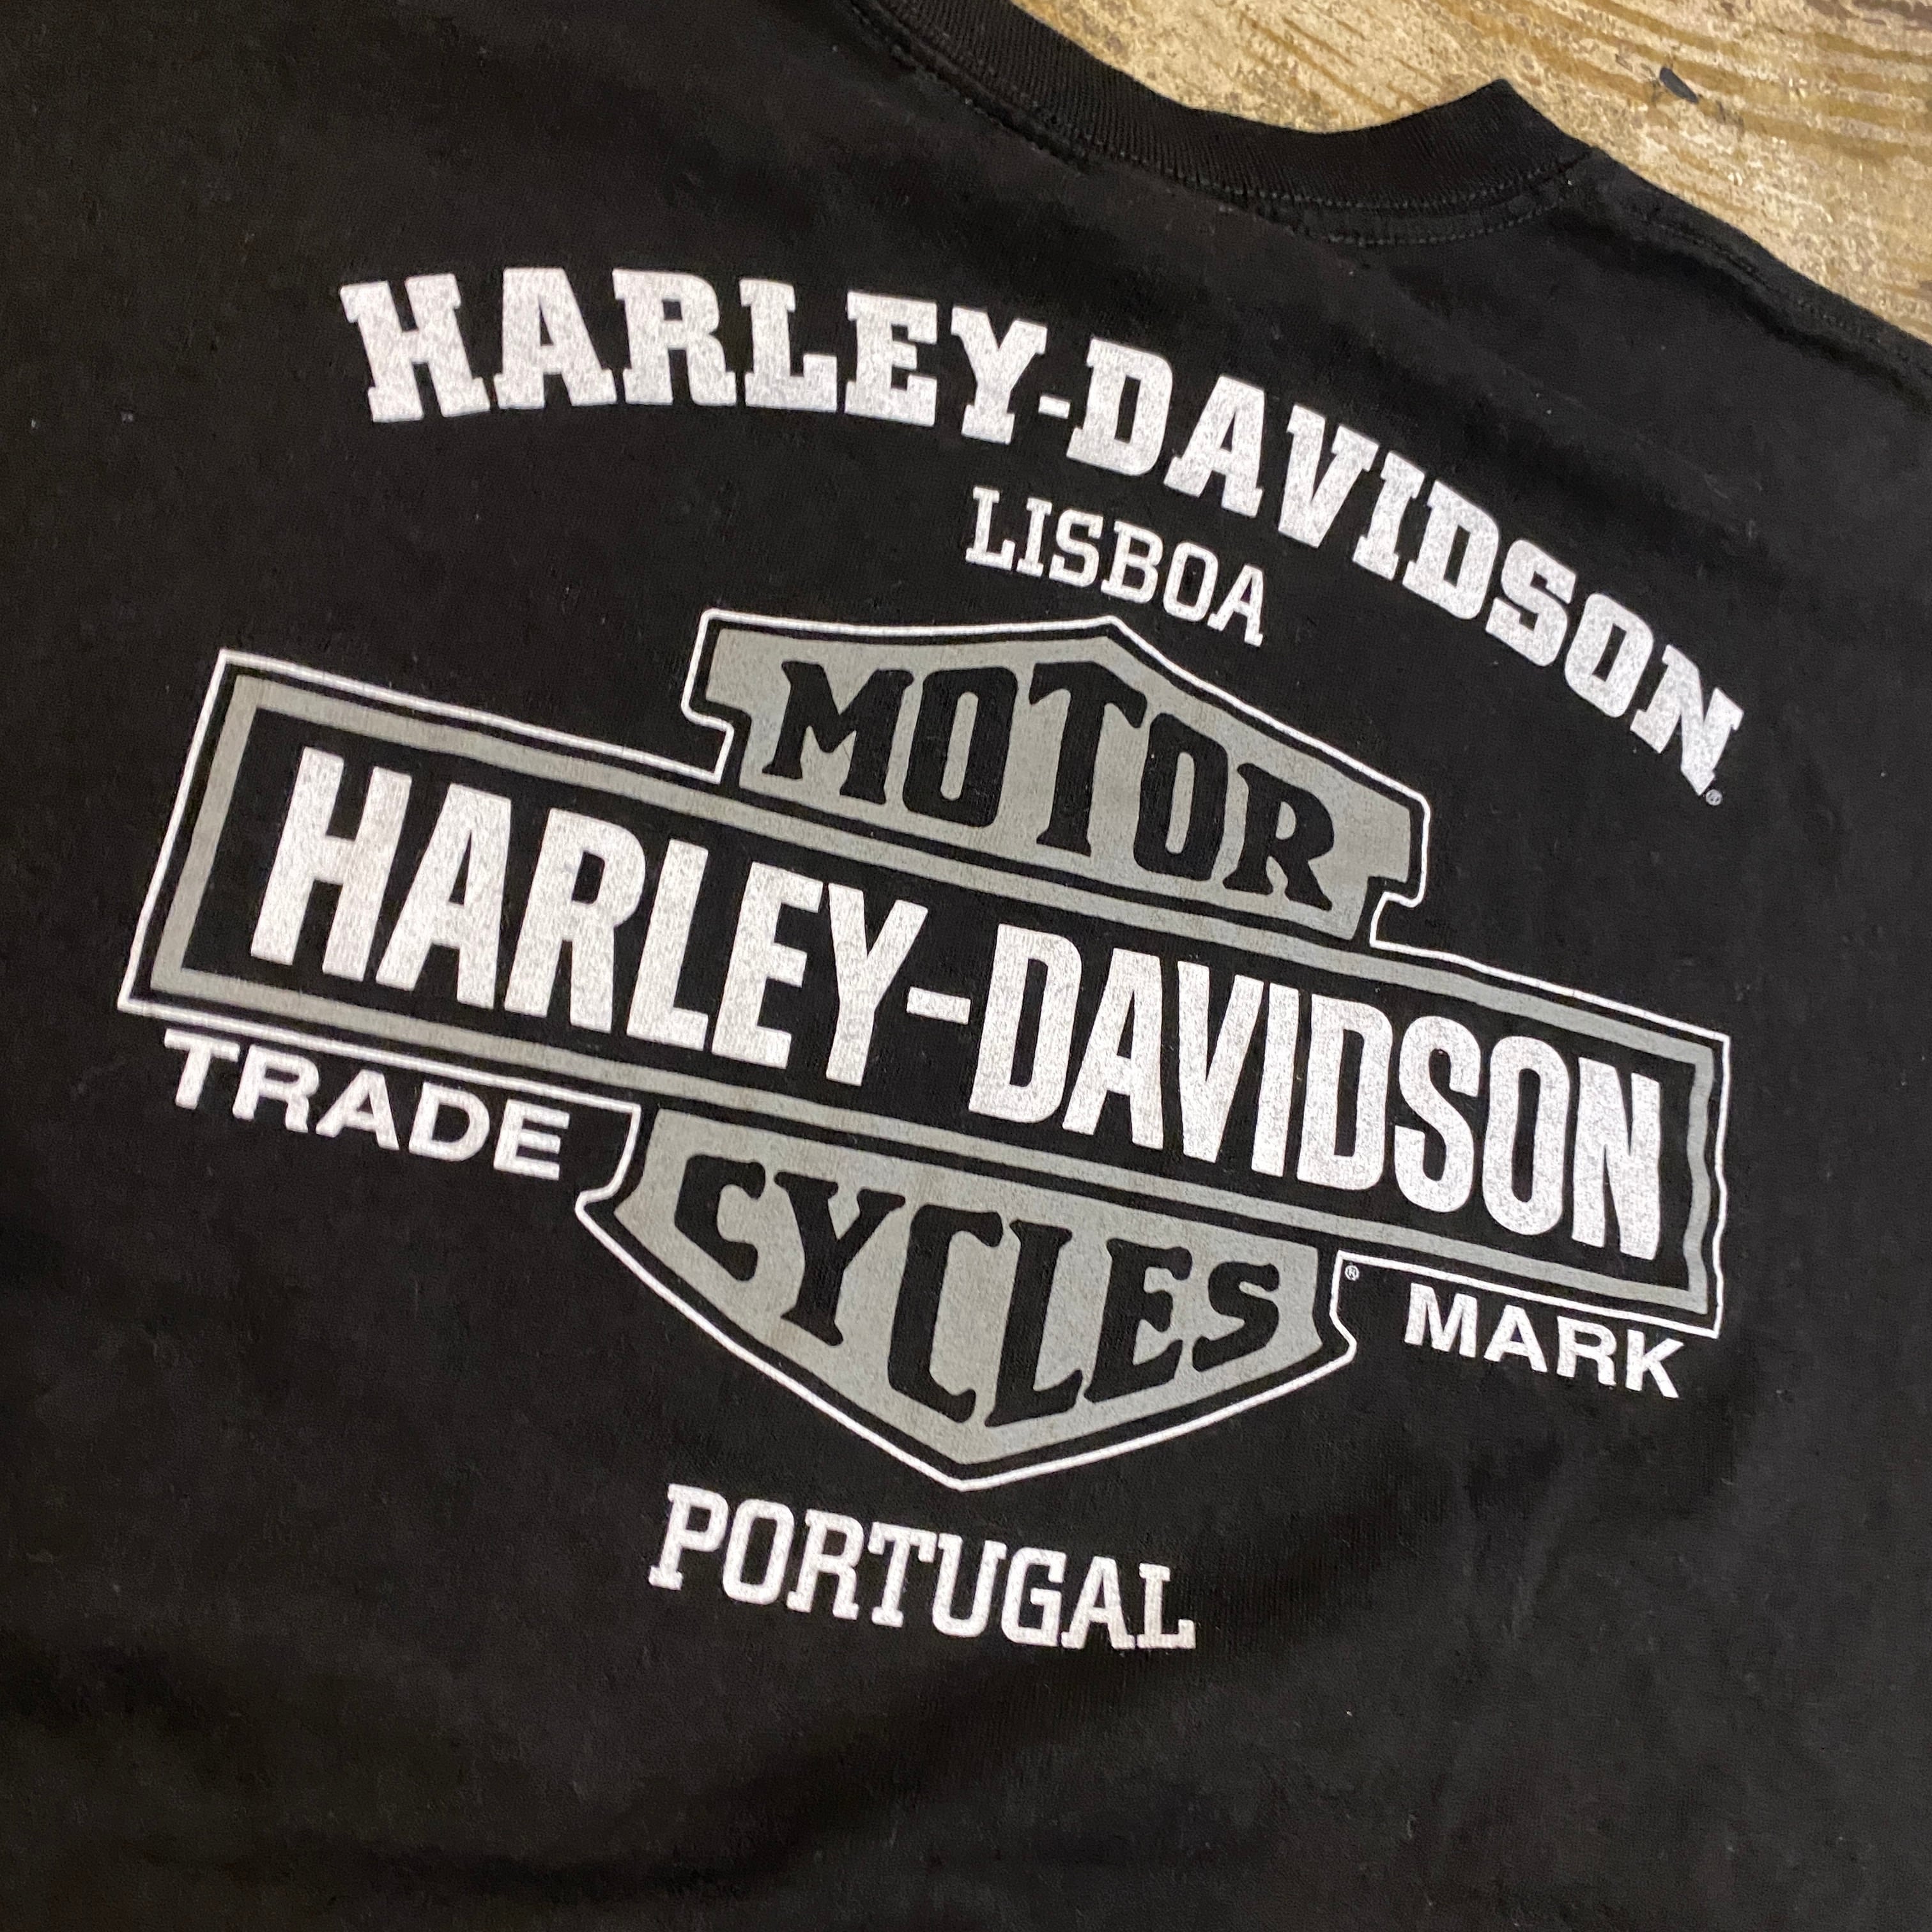 HARLEY-DAVIDSON®
LISBOA
MOTOR
HARLEY-DAVIDSON
TRADE MARK
CYCLES®
PORTUGAL